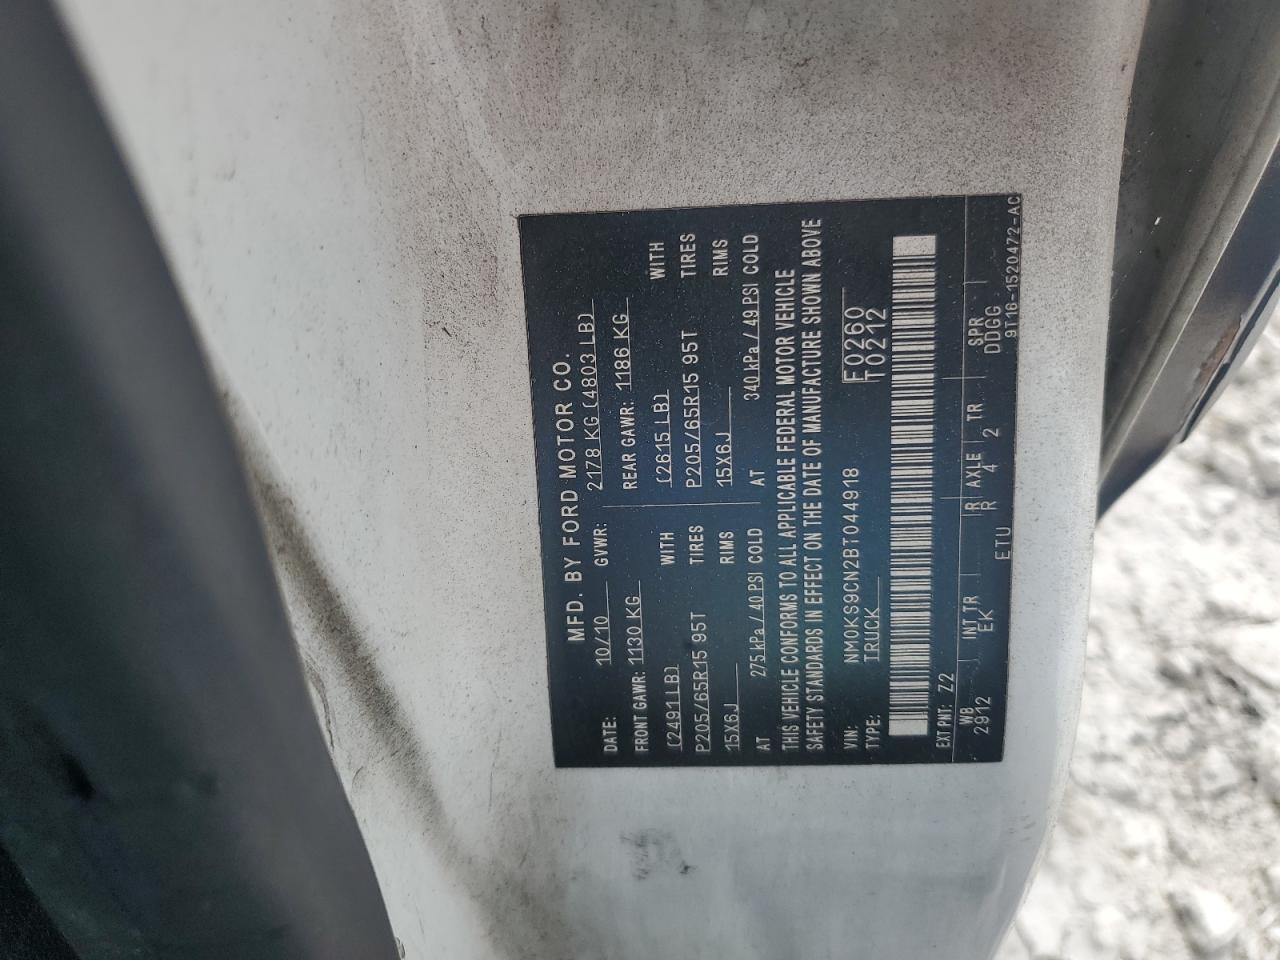 MFD. BY FORD MOTOR CO.
DATE: 10/10 GVWR: 2178 KG (4803 LB)
FRONT GAWR: 1130 KG REAR GAWR: 1186 KG
(2491LB) WITH (2615 LB) WITH
P205/65R15 95T TIRES P205/65R15 95T TIRES
15X6J RIMS 15X6J RIMS
AT 275 kPa / 40 PSI COLD AT 340 kPa / 49 PSI COLD
THIS VEHICLE CONFORMS TO ALL APPLICABLE FEDERAL MOTOR VEHICLE
SAFETY STANDARDS IN EFFECT ON THE DATE OF MANUFACTURE SHOWN ABOVE
VIN: NM0KS9CN2BT044918 F0260
TYPE: TRUCK T0212
EXT PNT: Z2
WB INT TR R AXLE TR SPR
2912 EK R 4 2 DDGG
ETU 9T16-1520472-AC